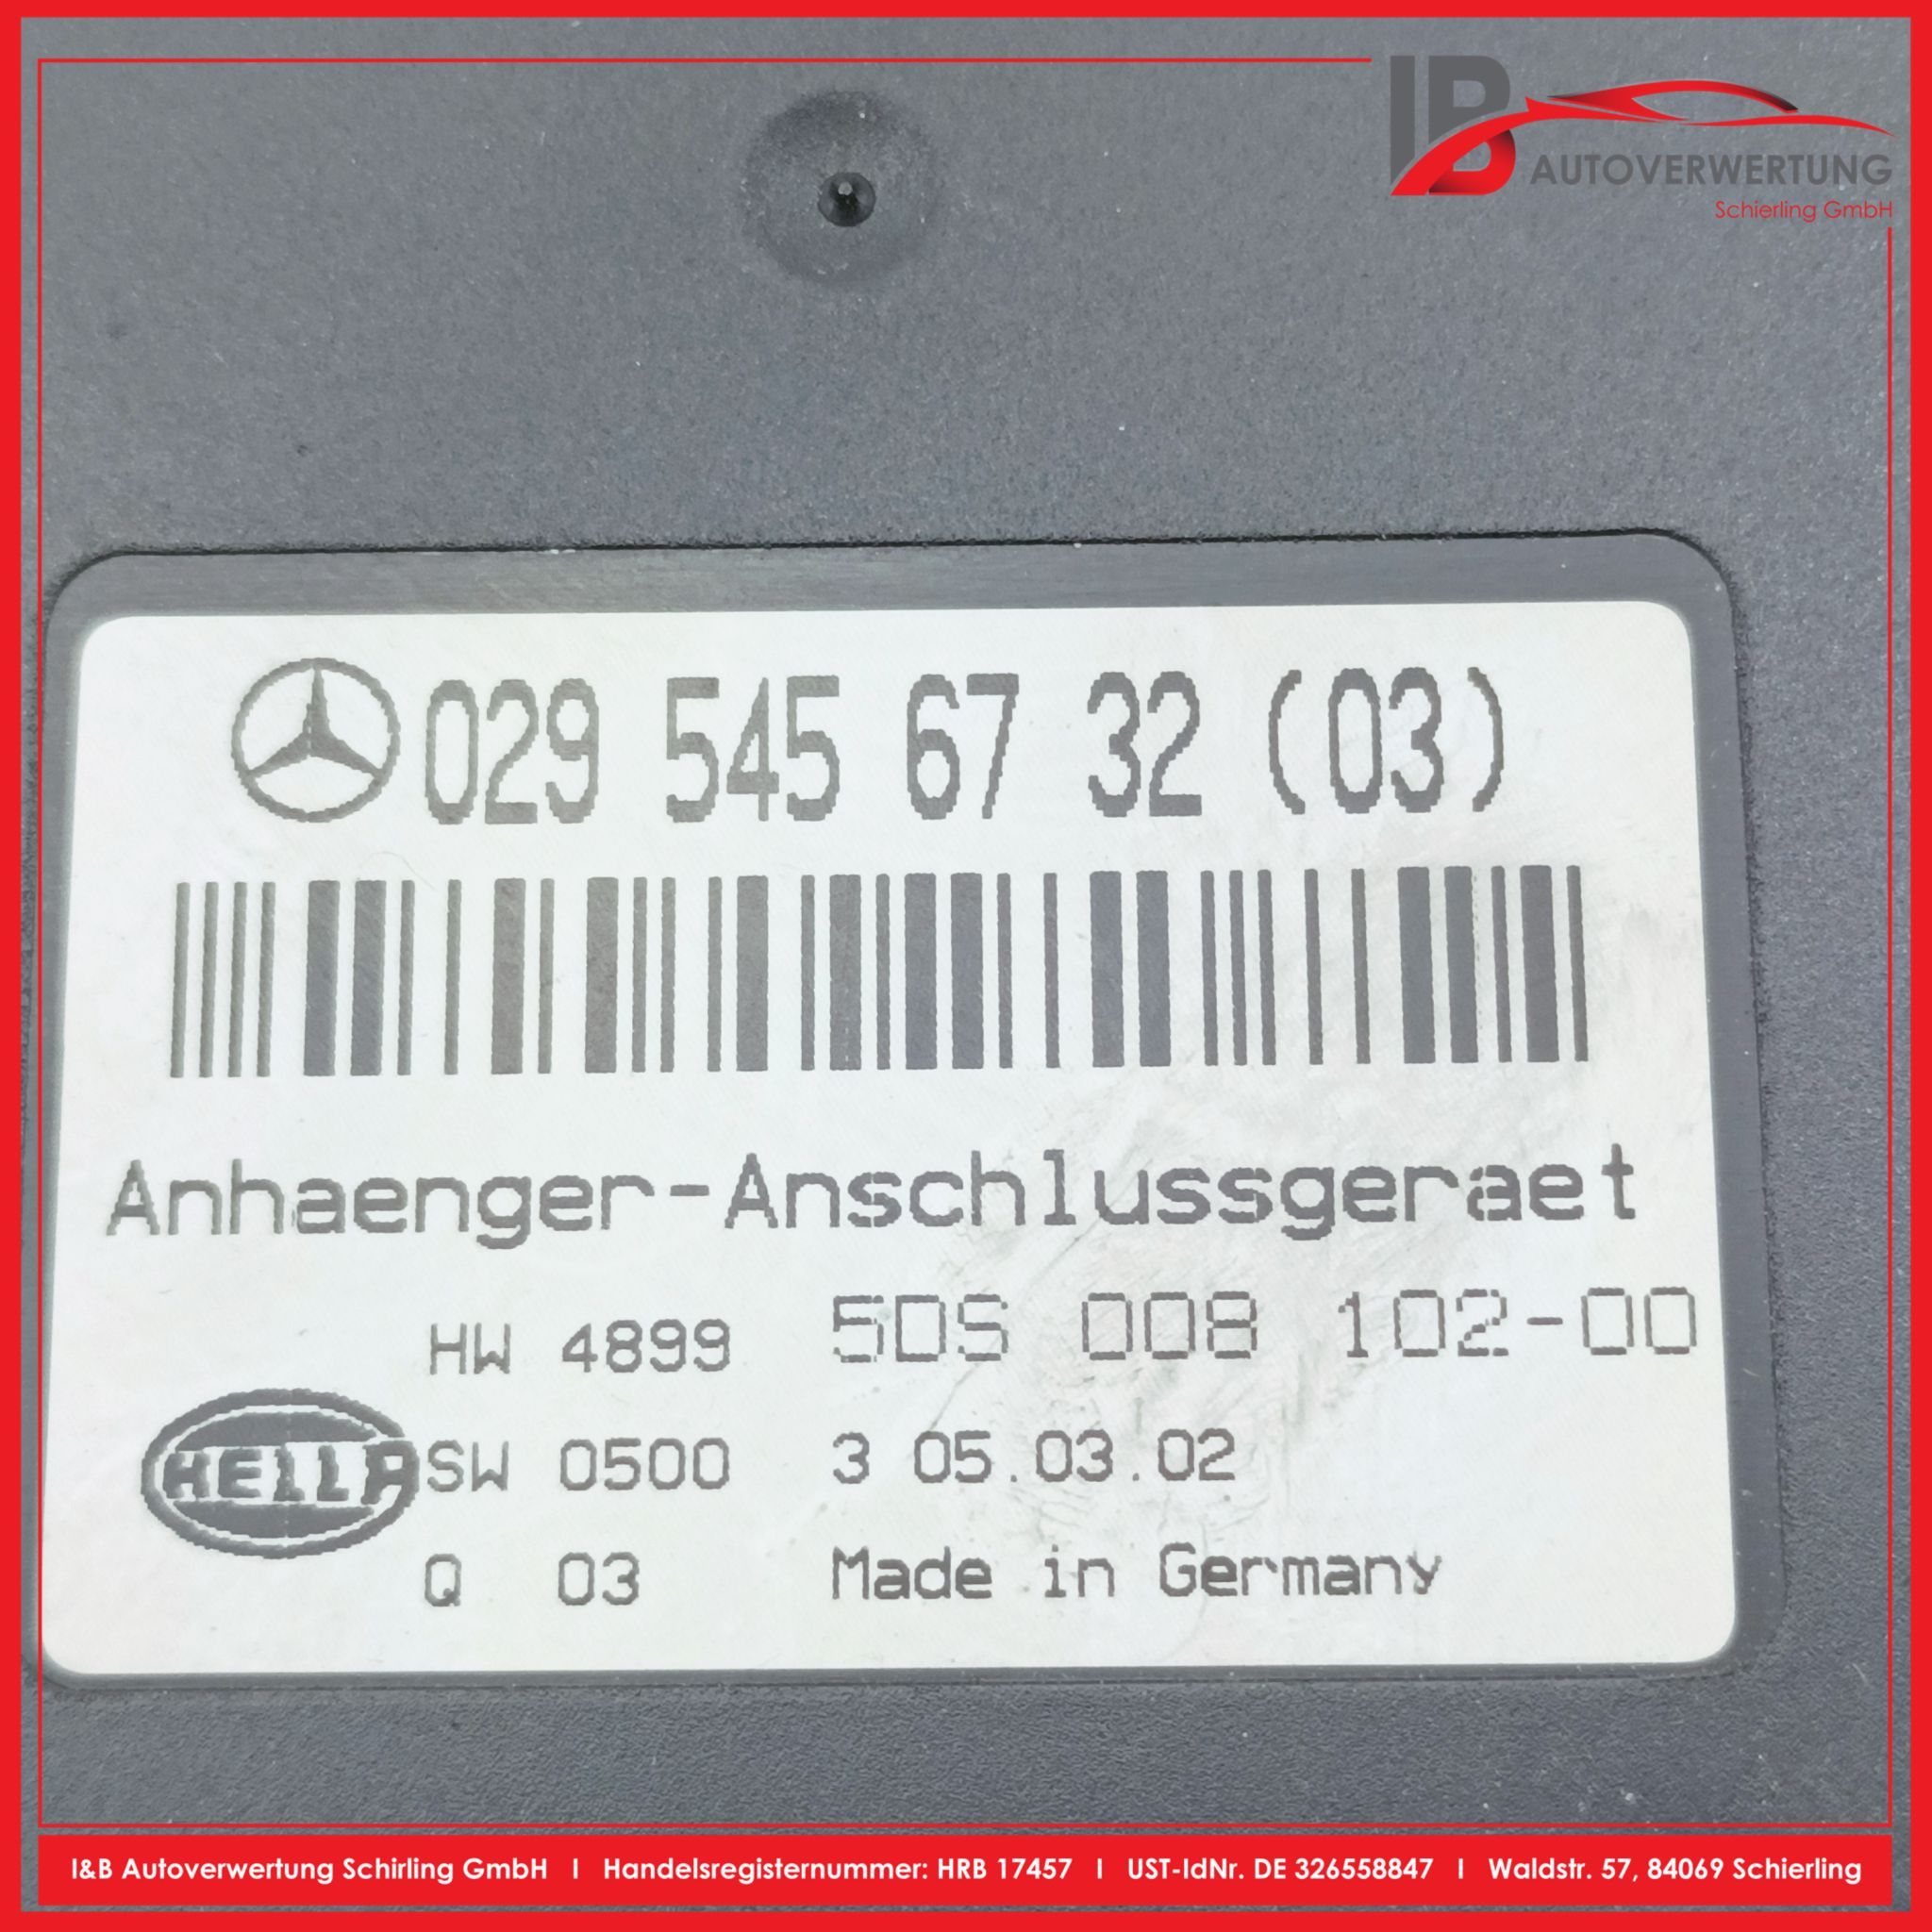 IB
AUTOVERWERTUNG
Schierling GmbH
029 545 67 32 (03)
Anhaenger-Anschlussgeraet
HW 4899 5DS 008 102-00
HELLA SW 0500 3 05.03.02
Q 03 Made in Germany
I&B Autoverwertung Schirling GmbH I Handelsregisternummer: HRB 17457 I UST-IdNr. DE 326558847 I Waldstr. 57, 84069 Schierling